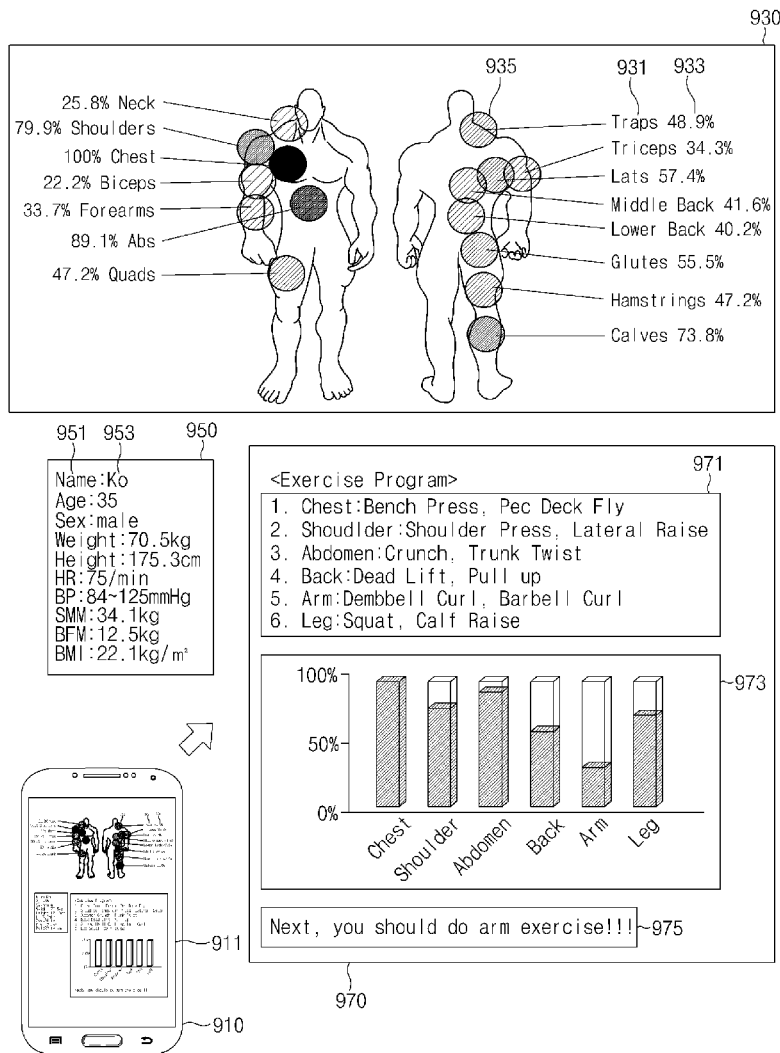 930
935 931 933
25.8% Neck
79.9% Shoulders
100% Chest
22.2% Biceps
33.7% Forearms
89.1% Abs
47.2% Quads
Traps 48.9%
Triceps 34.3%
Lats 57.4%
Middle Back 41.6%
Lower Back 40.2%
Glutes 55.5%
Hamstrings 47.2%
Calves 73.8%
951 953 950
Name:Ko
Age:35
Sex:male
Weight:70.5kg
Height:175.3cm
HR:75/min
BP:84~125mmHg
SMM:34.1kg
BFM:12.5kg
BMI:22.1kg/m²
<Exercise Program>
971
1. Chest:Bench Press, Pec Deck Fly
2. Shoudlder:Shoulder Press, Lateral Raise
3. Abdomen:Crunch, Trunk Twist
4. Back:Dead Lift, Pull up
5. Arm:Dembbell Curl, Barbell Curl
6. Leg:Squat, Calf Raise
100%
50%
0%
973
Chest Shoulder Abdomen Back Arm Leg
Next, you should do arm exercise!!!
975
970
911
910